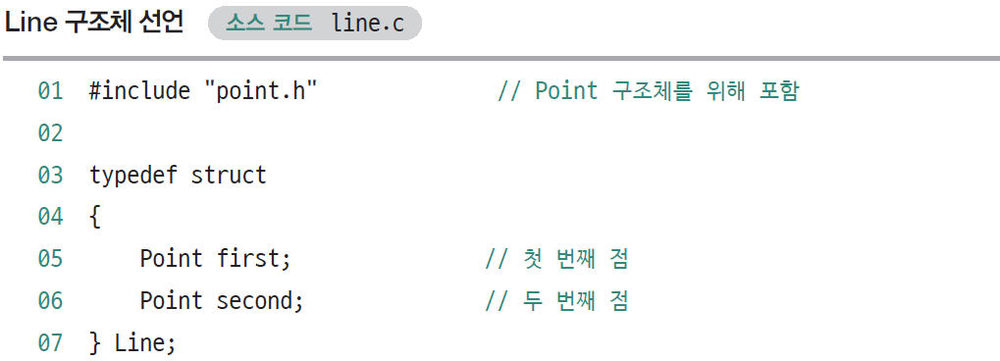 Line 구조체 선언 소스 코드 line.c
01 #include "point.h" // Point 구조체를 위해 포함
02
03 typedef struct
04 {
05 Point first; // 첫 번째 점
06 Point second; // 두 번째 점
07 } Line;